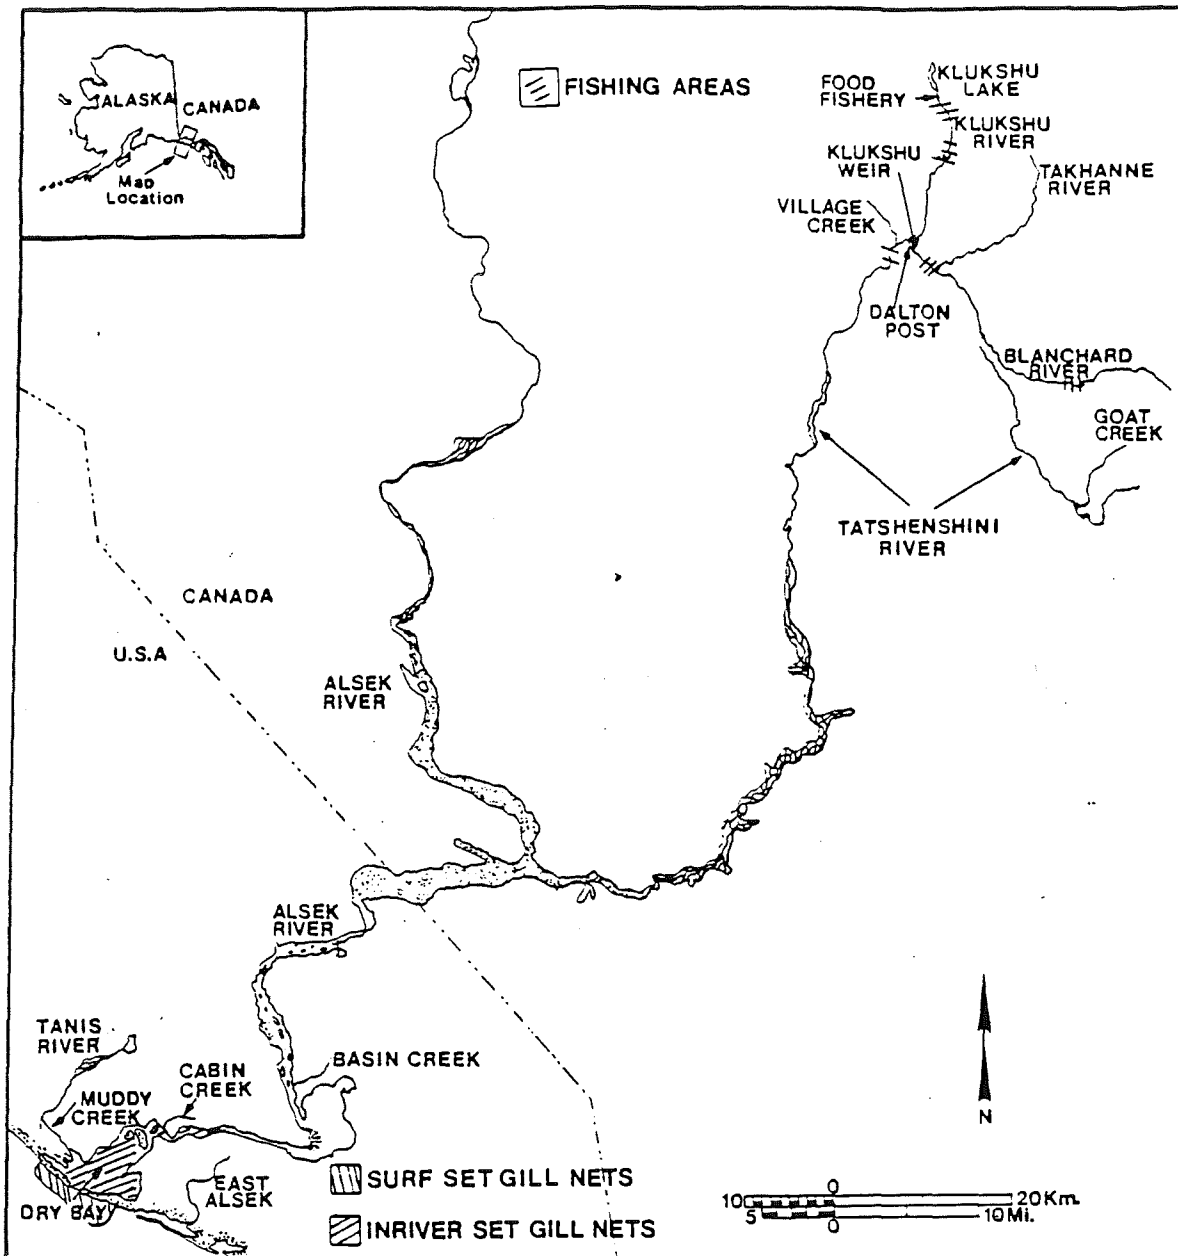 ALASKA
CANADA
Map
Location
FISHING AREAS
KLUKSHU
LAKE
FOOD
FISHERY
KLUKSHU
RIVER
KLUKSHU
WEIR
TAKHANNE
RIVER
VILLAGE
CREEK
DALTON
POST
BLANCHARD
RIVER
GOAT
CREEK
TATSHENSHINI
RIVER
CANADA
U.S.A
ALSEK
RIVER
ALSEK
RIVER
TANIS
RIVER
CABIN
CREEK
BASIN CREEK
MUDDY
CREEK
N
SURF SET GILL NETS
EAST
ALSEK
DRY BAY
INRIVER SET GILL NETS
0
10 20Km.
5 10Mi.
0